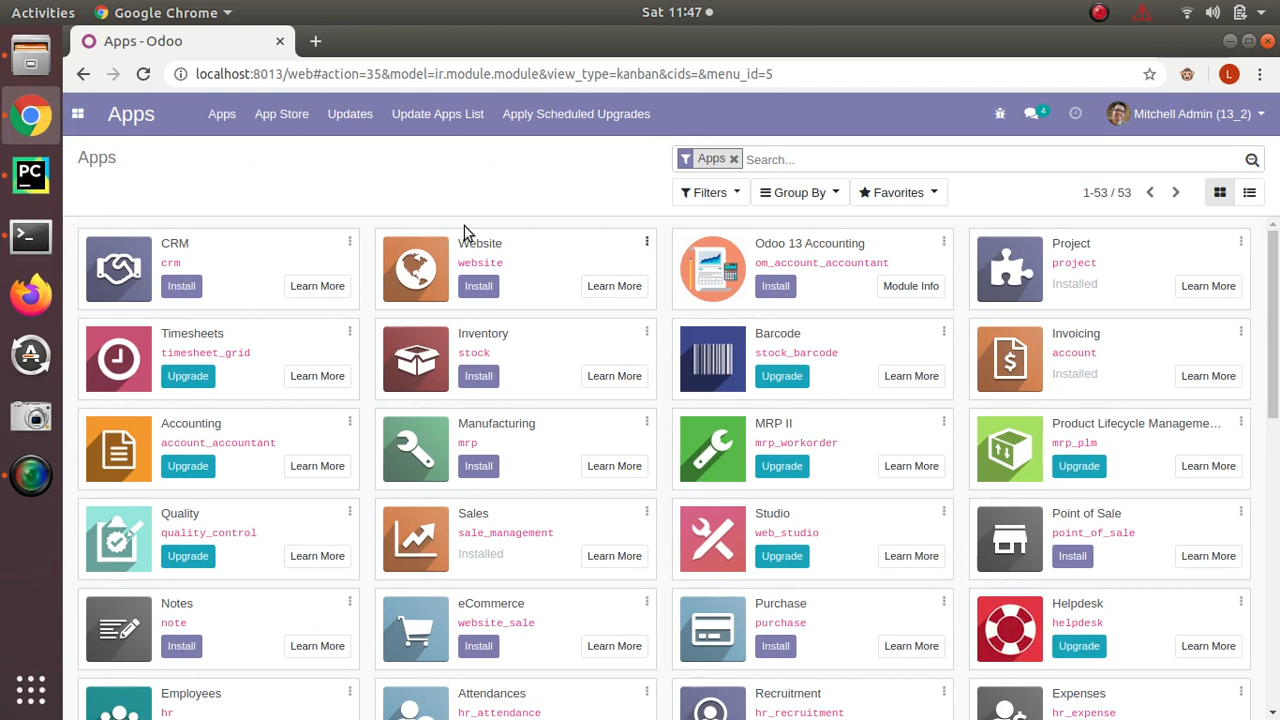 Activities
Google Chrome
Sat 11:47
Apps - Odoo
localhost:8013/web#action=35&model=ir.module.module&view_type=kanban&cids=&menu_id=5
L
PC
Apps
Apps
App Store
Updates
Update Apps List
Apply Scheduled Upgrades
4
Mitchell Admin (13_2)
Apps
Apps
Search...
Filters
Group By
Favorites
1-53 / 53
CRM
crm
Install
Learn More
Website
website
Install
Learn More
Odoo 13 Accounting
om_account_accountant
Install
Module Info
Project
project
Installed
Learn More
Timesheets
timesheet_grid
Upgrade
Learn More
Inventory
stock
Install
Learn More
Barcode
stock_barcode
Upgrade
Learn More
Invoicing
account
Installed
Learn More
Accounting
account_accountant
Upgrade
Learn More
Manufacturing
mrp
Install
Learn More
MRP II
mrp_workorder
Upgrade
Learn More
Product Lifecycle Manageme...
mrp_plm
Upgrade
Learn More
Quality
quality_control
Upgrade
Learn More
Sales
sale_management
Installed
Learn More
Studio
web_studio
Upgrade
Learn More
Point of Sale
point_of_sale
Install
Learn More
Notes
note
Install
Learn More
eCommerce
website_sale
Install
Learn More
Purchase
purchase
Install
Learn More
Helpdesk
helpdesk
Upgrade
Learn More
Employees
hr
Attendances
hr_attendance
Recruitment
hr_recruitment
Expenses
hr_expense